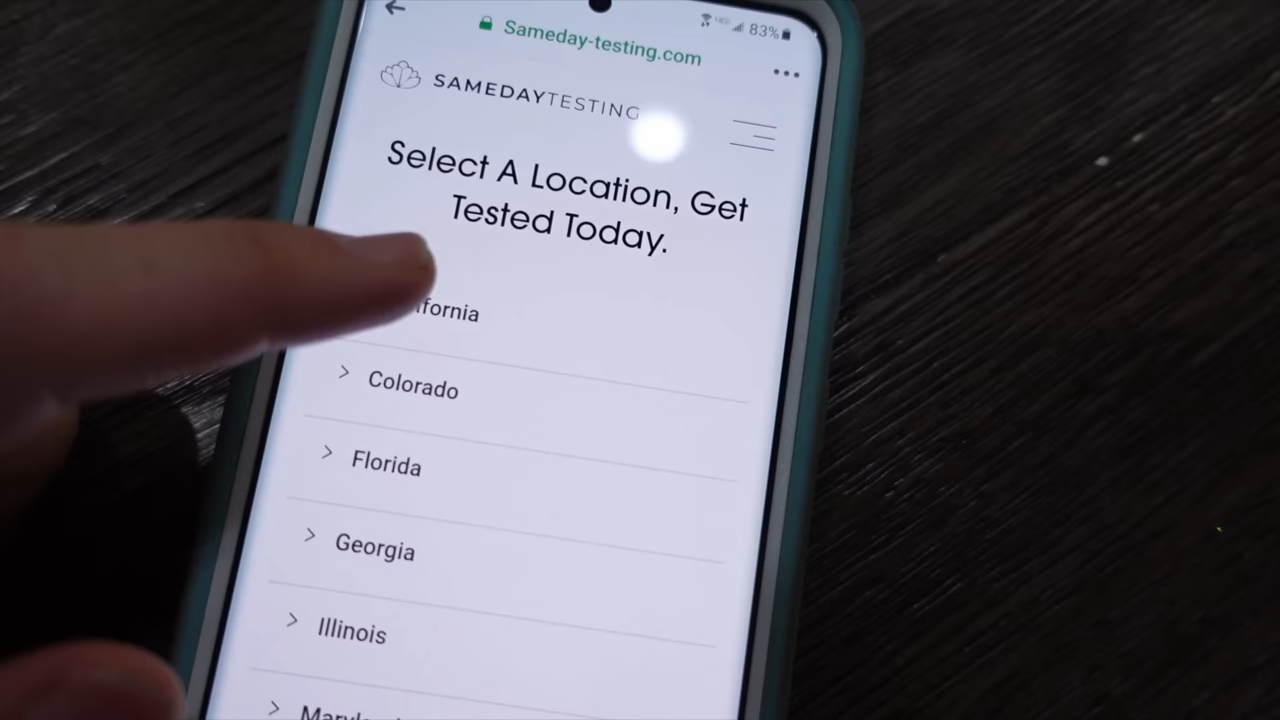 83%
Sameday-testing.com
SAMEDAYTESTING
Select A Location, Get
Tested Today.
Colorado
Florida
Georgia
Illinois